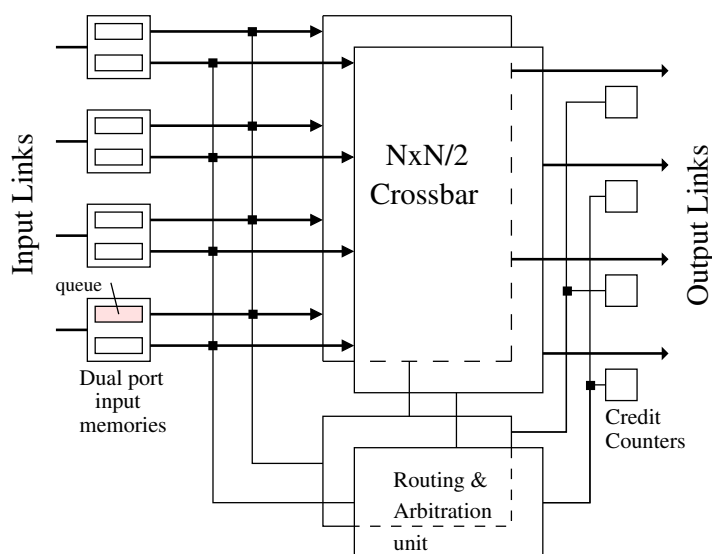 Input Links
queue
Dual port
input
memories
NxN/2
Crossbar
Routing &
Arbitration
unit
Credit
Counters
Output Links